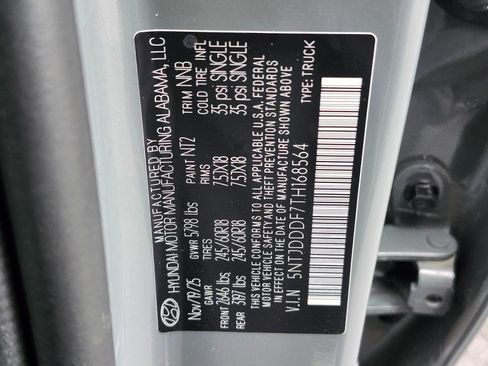 MANUFACTURED BY
HYUNDAI MOTOR MANUFACTURING ALABAMA, LLC
Nov/19/25 GVWR 5798 lbs PAINT NT2 TRIM NNB
GAWR TIRES RIMS COLD TIRE INFL
FRONT 2646 lbs 245/60R18 7.5JX18 35 psi SINGLE
REAR 3197 lbs 245/60R18 7.5JX18 35 psi SINGLE
THIS VEHICLE CONFORMS TO ALL APPLICABLE U.S.A. FEDERAL
MOTOR VEHICLE SAFETY AND THEFT PREVENTION STANDARDS
IN EFFECT ON THE DATE OF MANUFACTURE SHOWN ABOVE
V.I.N 5NTJDDDF7TH168564 TYPE: TRUCK